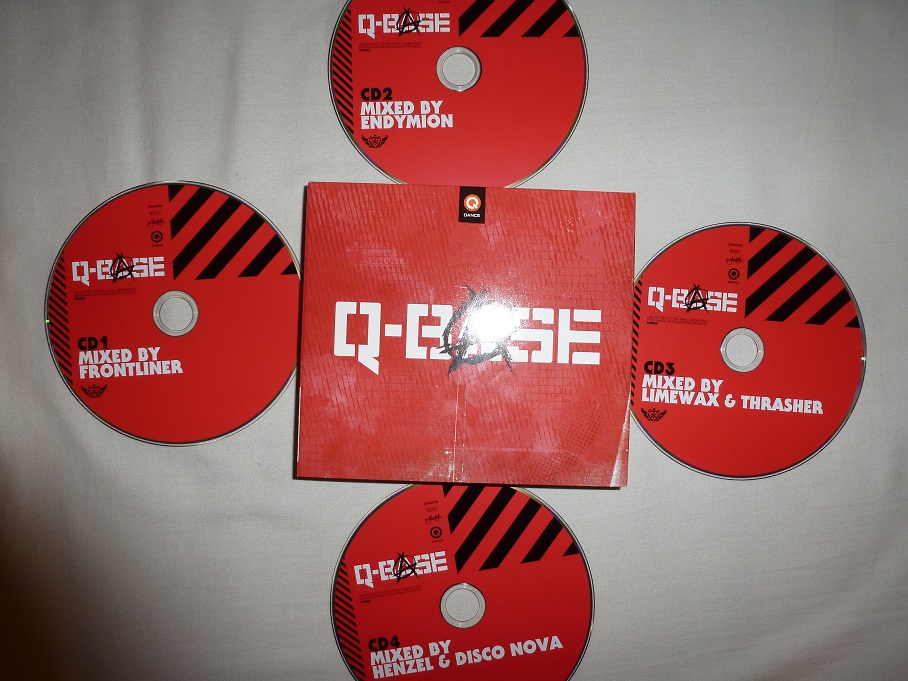 Q-BASE
CD2
MIXED BY
ENDYMION
Q
DANCE
Q-BASE
Q-BASE
CD1
MIXED BY
FRONTLINER
Q-BASE
CD3
MIXED BY
LIMEWAX & THRASHER
Q-BASE
CD4
MIXED BY
HENZEL & DISCO NOVA